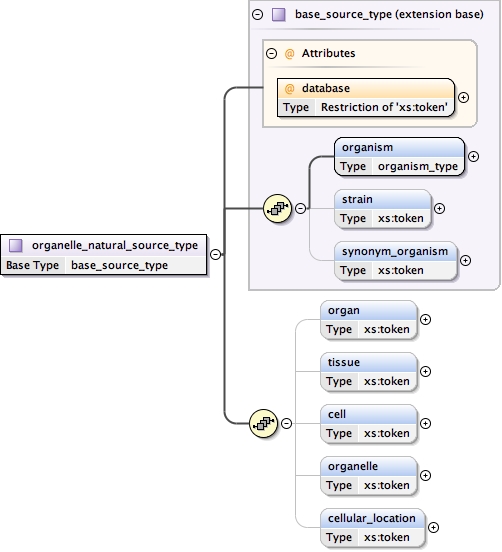 base_source_type (extension base)
@ Attributes
@ database
Type Restriction of 'xs:token'
organism
Type organism_type
strain
Type xs:token
synonym_organism
Type xs:token
organelle_natural_source_type
Base Type base_source_type
organ
Type xs:token
tissue
Type xs:token
cell
Type xs:token
organelle
Type xs:token
cellular_location
Type xs:token